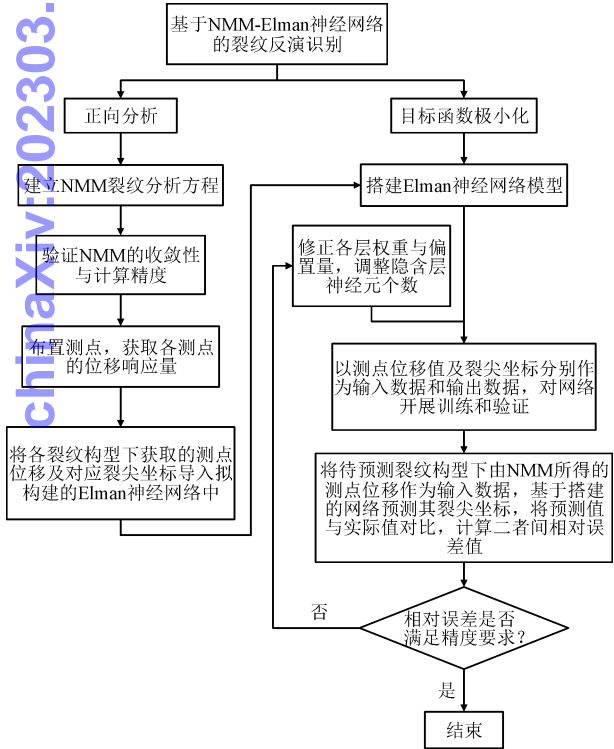 基于NMM-Elman神经网络
的裂纹反演识别
正向分析
建立NMM裂纹分析方程
验证NMM的收敛性
与计算精度
布置测点，获取各测点
的位移响应量
将各裂纹构型下获取的测点
位移及对应裂尖坐标导入拟
构建的Elman神经网络中
目标函数极小化
搭建Elman神经网络模型
修正各层权重与偏
置量，调整隐含层
神经元个数
以测点位移值及裂尖坐标分别作
为输入数据和输出数据，对网络
开展训练和验证
将待预测裂纹构型下由NMM所得的
测点位移作为输入数据，基于搭建
的网络预测其裂尖坐标，将预测值
与实际值对比，计算二者间相对误
差值
相对误差是否
满足精度要求？
否
是
结束
chinaXiv:202303.